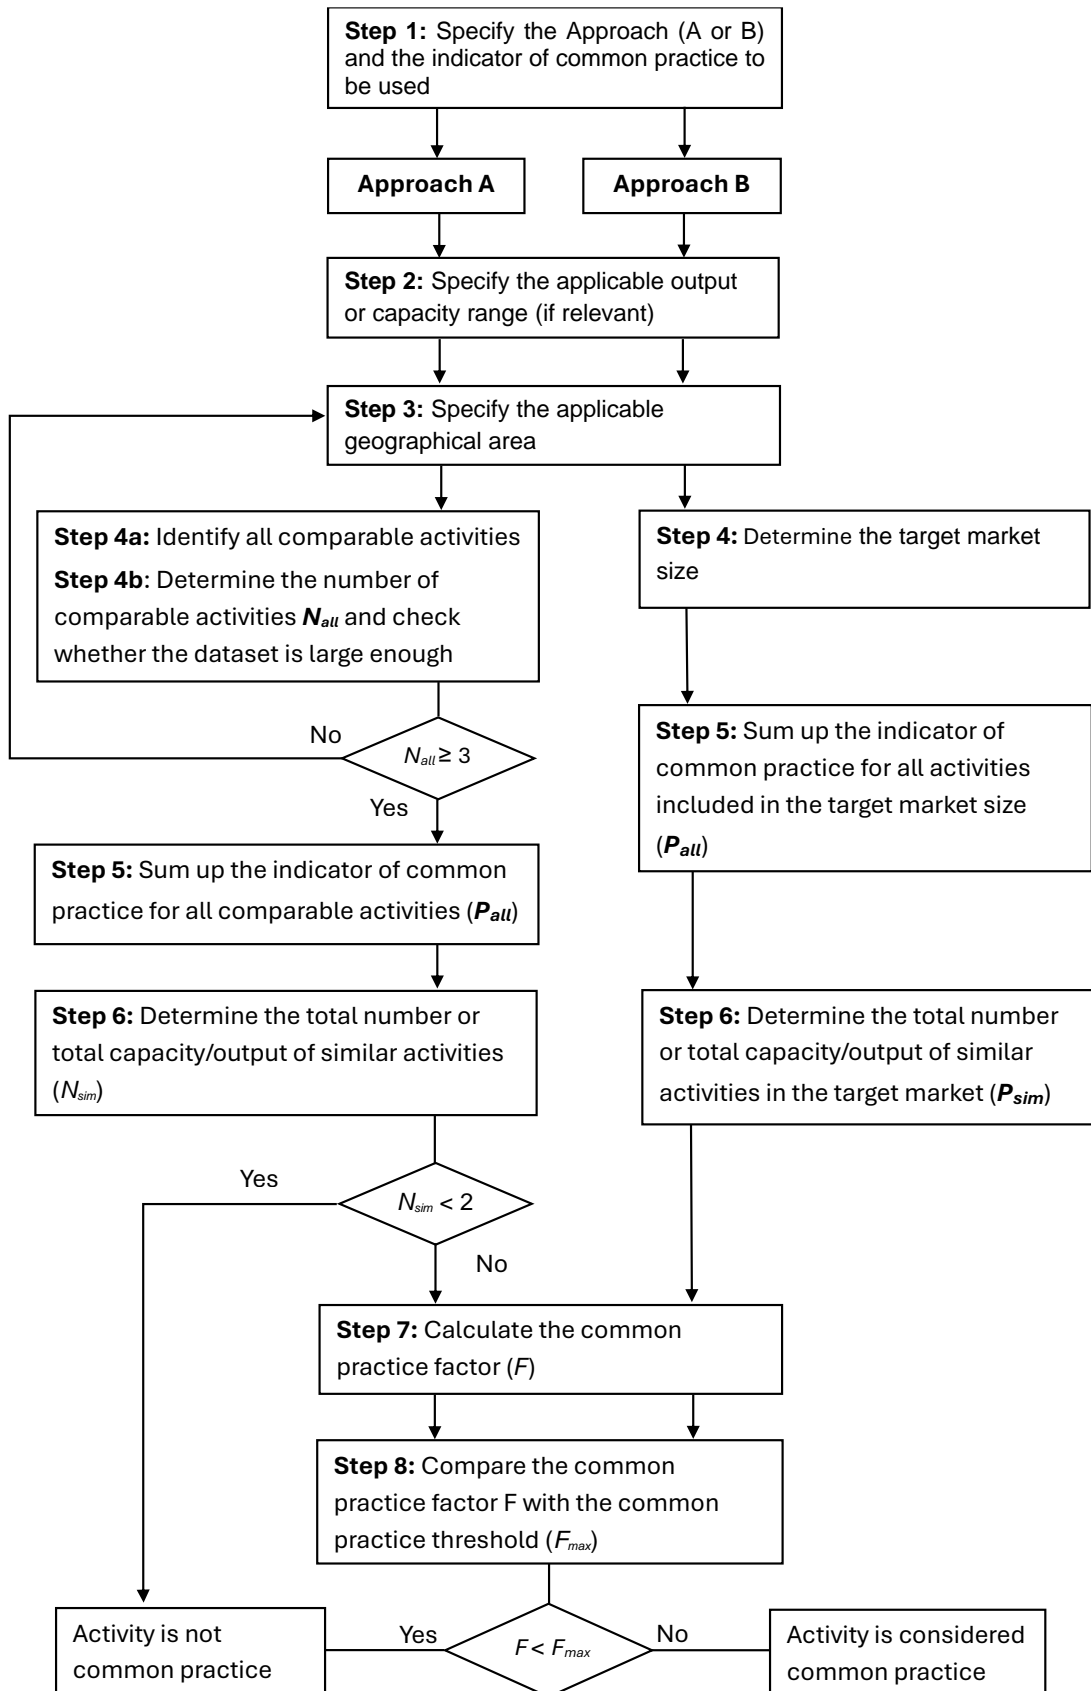 Step 1: Specify the Approach (A or B)
and the indicator of common practice to
be used
Approach A
Approach B
Step 2: Specify the applicable output
or capacity range (if relevant)
Step 3: Specify the applicable
geographical area
Step 4a: Identify all comparable activities
Step 4b: Determine the number of
comparable activities Nall and check
whether the dataset is large enough
No
Nall ≥ 3
Yes
Step 5: Sum up the indicator of common
practice for all comparable activities (Pall)
Step 6: Determine the total number or
total capacity/output of similar activities
(Nsim)
Yes
Nsim < 2
No
Step 4: Determine the target market
size
Step 5: Sum up the indicator of
common practice for all activities
included in the target market size
(Pall)
Step 6: Determine the total number
or total capacity/output of similar
activities in the target market (Psim)
Step 7: Calculate the common
practice factor (F)
Step 8: Compare the common
practice factor F with the common
practice threshold (Fmax)
Activity is not
common practice
Yes
F < Fmax
No
Activity is considered
common practice